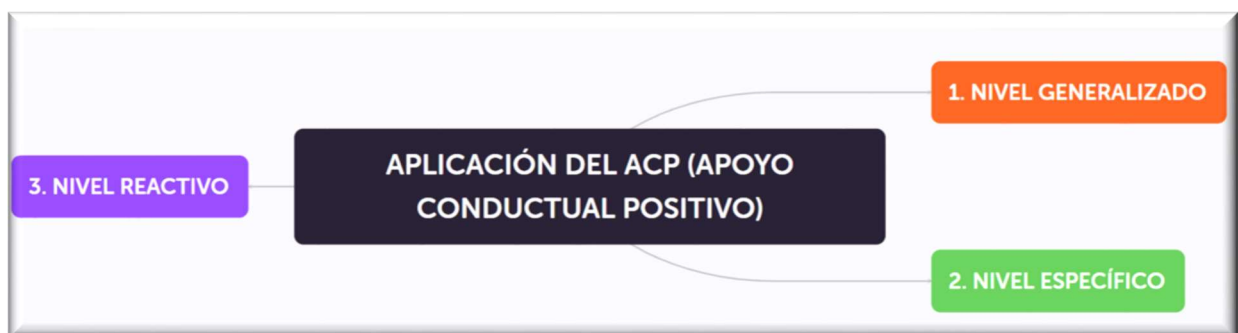 1. NIVEL GENERALIZADO
APLICACIÓN DEL ACP (APOYO
CONDUCTUAL POSITIVO)
3. NIVEL REACTIVO
2. NIVEL ESPECÍFICO